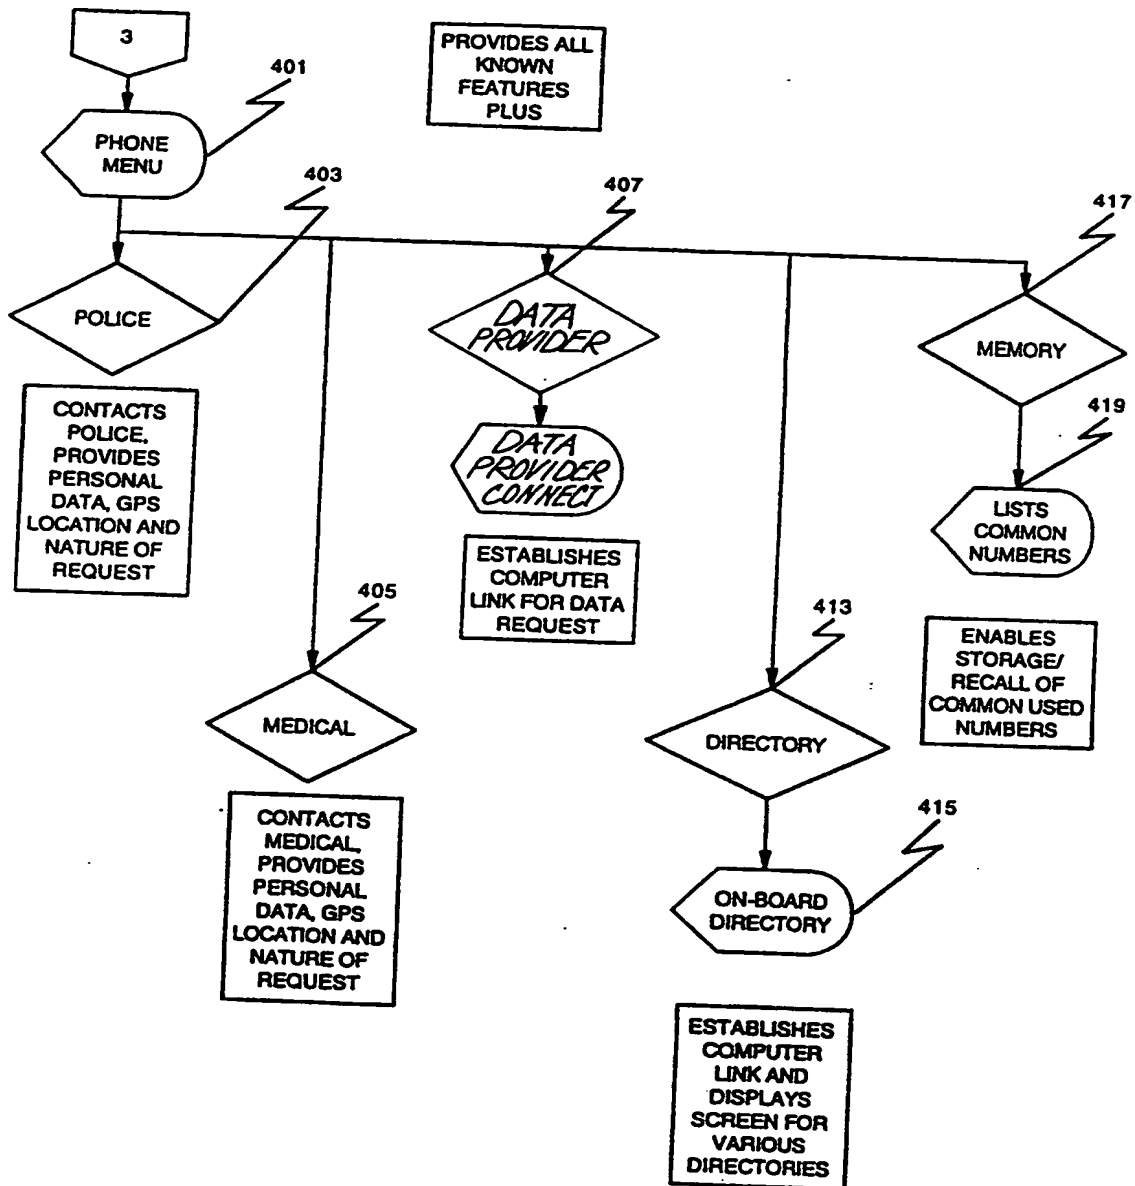 3
401
PROVIDES ALL
KNOWN
FEATURES
PLUS
PHONE
MENU
403
407
417
POLICE
DATA
PROVIDER
MEMORY
CONTACTS
POLICE,
PROVIDES
PERSONAL
DATA, GPS
LOCATION AND
NATURE OF
REQUEST
DATA
PROVIDER
CONNECT
419
LISTS
COMMON
NUMBERS
ESTABLISHES
COMPUTER
LINK FOR DATA
REQUEST
405
413
ENABLES
STORAGE/
RECALL OF
COMMON USED
NUMBERS
MEDICAL
DIRECTORY
CONTACTS
MEDICAL,
PROVIDES
PERSONAL
DATA, GPS
LOCATION AND
NATURE OF
REQUEST
415
ON-BOARD
DIRECTORY
ESTABLISHES
COMPUTER
LINK AND
DISPLAYS
SCREEN FOR
VARIOUS
DIRECTORIES